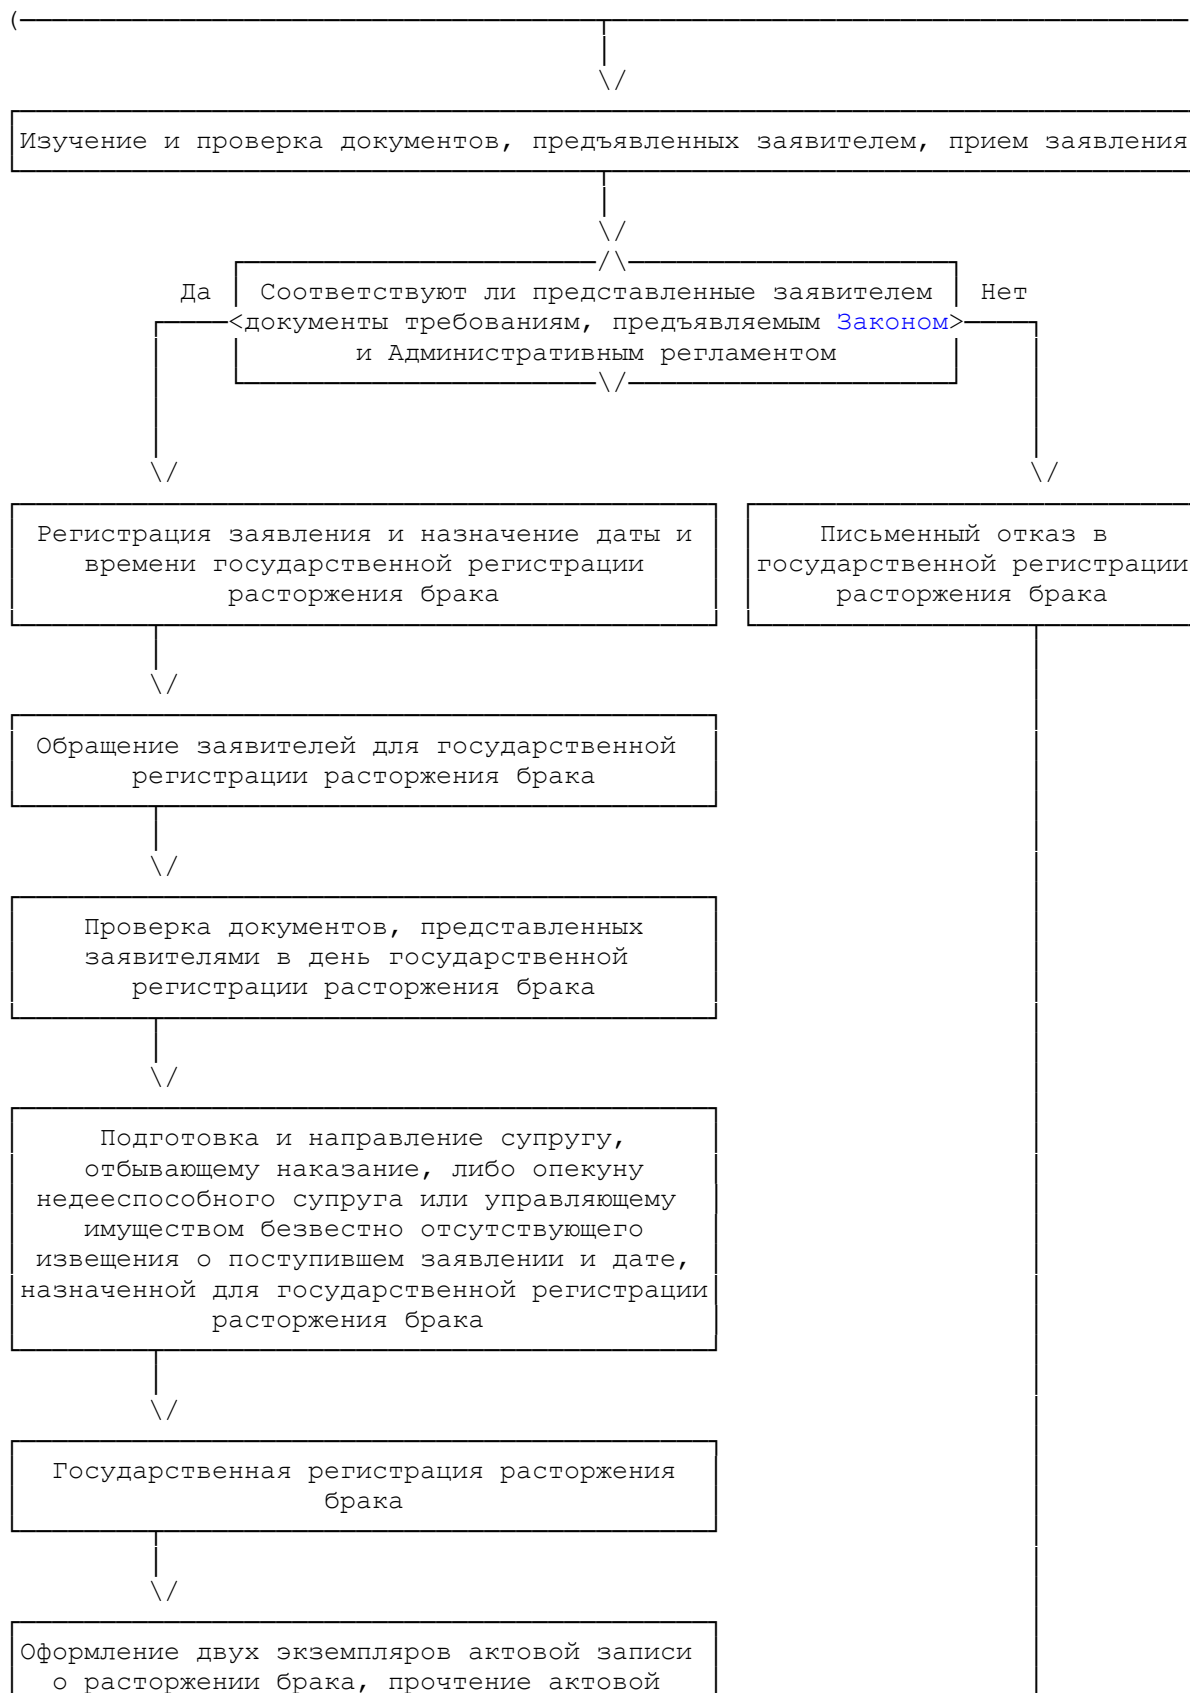 Изучение и проверка документов, предъявленных заявителем, прием заявления
Да
Соответствуют ли представленные заявителем
Нет
документы требованиям, предъявляемым Законом
и Административным регламентом
Регистрация заявления и назначение даты и
времени государственной регистрации
расторжения брака
Письменный отказ в
государственной регистрации
расторжения брака
Обращение заявителей для государственной
регистрации расторжения брака
Проверка документов, представленных
заявителями в день государственной
регистрации расторжения брака
Подготовка и направление супругу,
отбывающему наказание, либо опекуну
недееспособного супруга или управляющему
имуществом безвестно отсутствующего
извещения о поступившем заявлении и дате,
назначенной для государственной регистрации
расторжения брака
Государственная регистрация расторжения
брака
Оформление двух экземпляров актовой записи
о расторжении брака, прочтение актовой